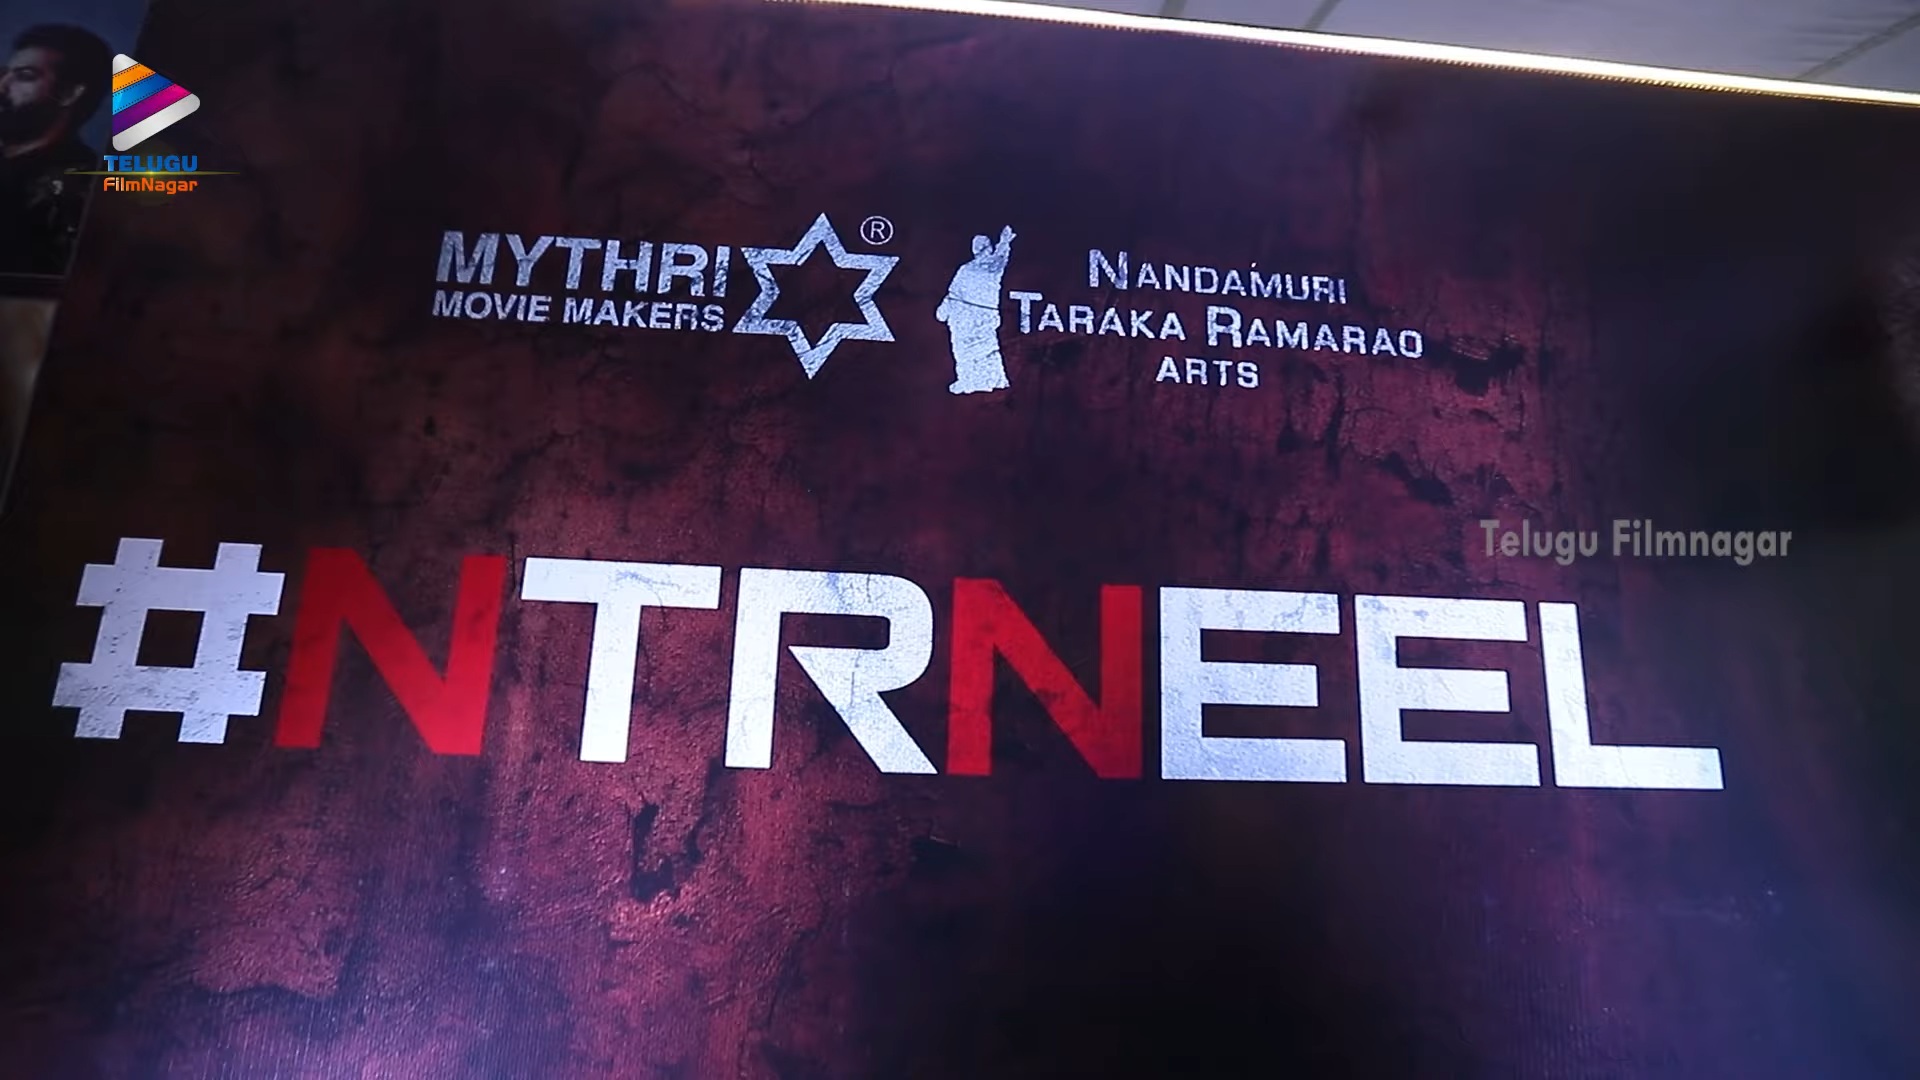 TELUGU
FilmNagar
MYTHRI ®
MOVIE MAKERS
NANDAMURI
TARAKA RAMARAO
ARTS
Telugu Filmnagar
#NTRNEEL